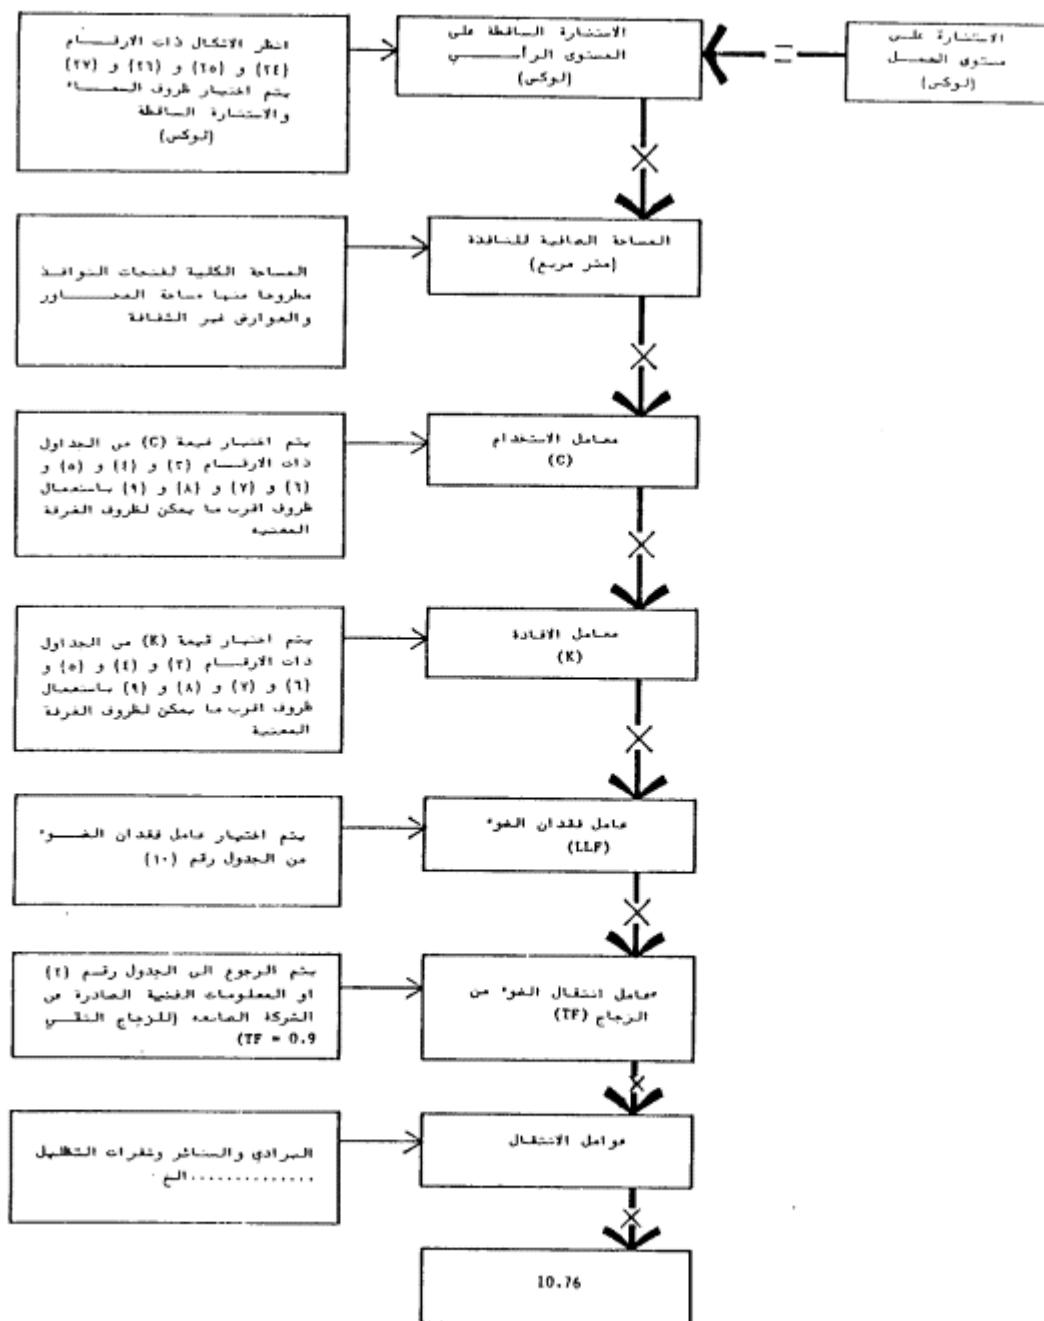 الاستنارة على
مستوى العمل
(لوكس)
=
الاستنارة الساقطة على
المستوى الرأسي
(لوكس)
انظر الاشكال ذات الارقام
(٢٤) و (٢٥) و (٢٦) و (٢٧)
يتم اختيار ظروف السماء
والاستنارة الساقطة
(لوكس)
×
المساحة الصافية للنافذة
(متر مربع)
المساحة الكلية لفتحات النوافذ
مطروحا منها مساحة المحاور
والعوارض غير الشفافة
×
معامل الاستخدام
(C)
يتم اختيار قيمة (C) من الجداول
ذات الارقام (٣) و (٤) و (٥) و
(٦) و (٧) و (٨) و (٩) باستعمال
ظروف اقرب ما يمكن لظروف الغرفة
المعنية
×
معامل الافادة
(K)
يتم اختيار قيمة (K) من الجداول
ذات الارقام (٣) و (٤) و (٥) و
(٦) و (٧) و (٨) و (٩) باستعمال
ظروف اقرب ما يمكن لظروف الغرفة
المعنية
×
عامل فقدان الضوء
(LLF)
يتم اختيار عامل فقدان الضوء
من الجدول رقم (١٠)
×
عامل انتقال الضوء من
الزجاج (TF)
يتم الرجوع الى الجدول رقم (٢)
او المعلومات الفنية الصادرة عن
الشركة الصانعه (للزجاج النقي
TF = 0.9)
×
عوامل الانتقال
البرادي والستائر وشفرات التظليل
..............الخ
×
10.76